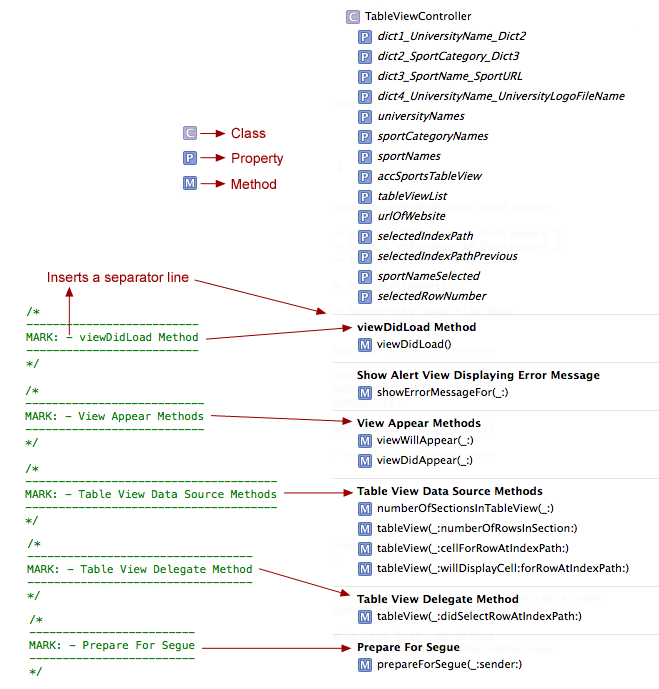 C TableViewController
P dict1_UniversityName_Dict2
P dict2_SportCategory_Dict3
P dict3_SportName_SportURL
P dict4_UniversityName_UniversityLogoFileName
P universityNames
P sportCategoryNames
P sportNames
P accSportsTableView
P tableViewList
P urlOfWebsite
P selectedIndexPath
P selectedIndexPathPrevious
P sportNameSelected
P selectedRowNumber
C Class
P Property
M Method
Inserts a separator line
/*
---------------------------
MARK: - viewDidLoad Method
---------------------------
*/
/*
----------------------------
MARK: - View Appear Methods
----------------------------
*/
/*
---------------------------------------
MARK: - Table View Data Source Methods
---------------------------------------
*/
/*
-----------------------------------
MARK: - Table View Delegate Method
-----------------------------------
*/
/*
--------------------------
MARK: - Prepare For Segue
--------------------------
*/
viewDidLoad Method
M viewDidLoad()
Show Alert View Displaying Error Message
M showErrorMessageFor(_:)
View Appear Methods
M viewWillAppear(_:)
M viewDidAppear(_:)
Table View Data Source Methods
M numberOfSectionsInTableView(_:)
M tableView(_:numberOfRowsInSection:)
M tableView(_:cellForRowAtIndexPath:)
M tableView(_:willDisplayCell:forRowAtIndexPath:)
Table View Delegate Method
M tableView(_:didSelectRowAtIndexPath:)
Prepare For Segue
M prepareForSegue(_:sender:)